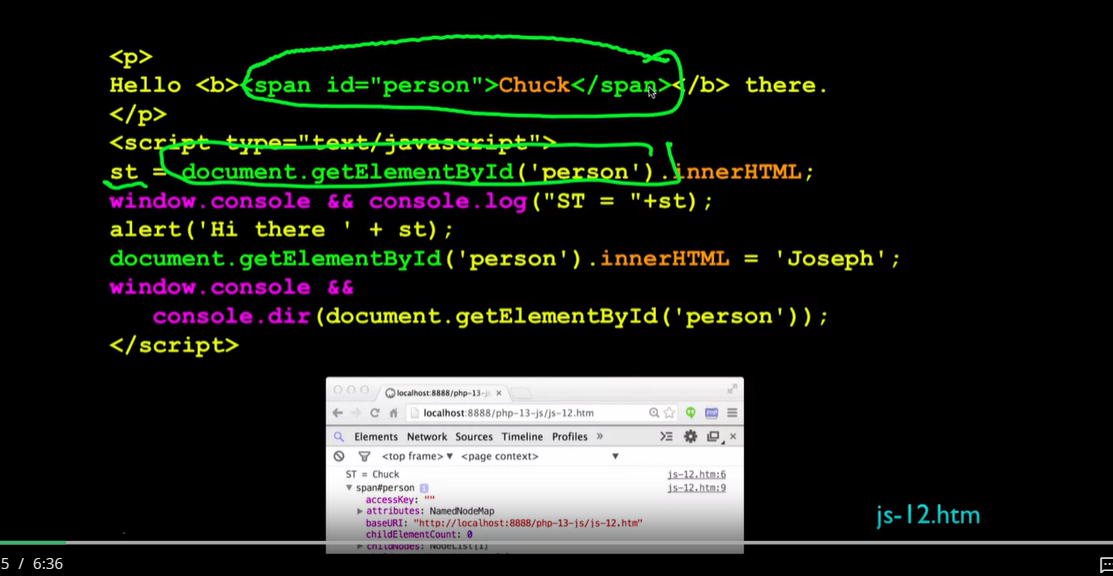 <p>
Hello <b><span id="person">Chuck</span></b> there.
</p>
<script type="text/javascript">
st = document.getElementById('person').innerHTML;
window.console && console.log("ST = "+st);
alert('Hi there ' + st);
document.getElementById('person').innerHTML = 'Joseph';
window.console &&
   console.dir(document.getElementById('person'));
</script>
localhost:8888/php-13-js
localhost:8888/php-13-js/js-12.htm
Elements Network Sources Timeline Profiles »
<top frame> ▼ <page context> ▼
ST = Chuck js-12.htm:6
▼ span#person js-12.htm:9
accessKey: ""
▶ attributes: NamedNodeMap
baseURI: "http://localhost:8888/php-13-js/js-12.htm"
childElementCount: 0
▶ childNodes: NodeList[1]
js-12.htm
5 / 6:36